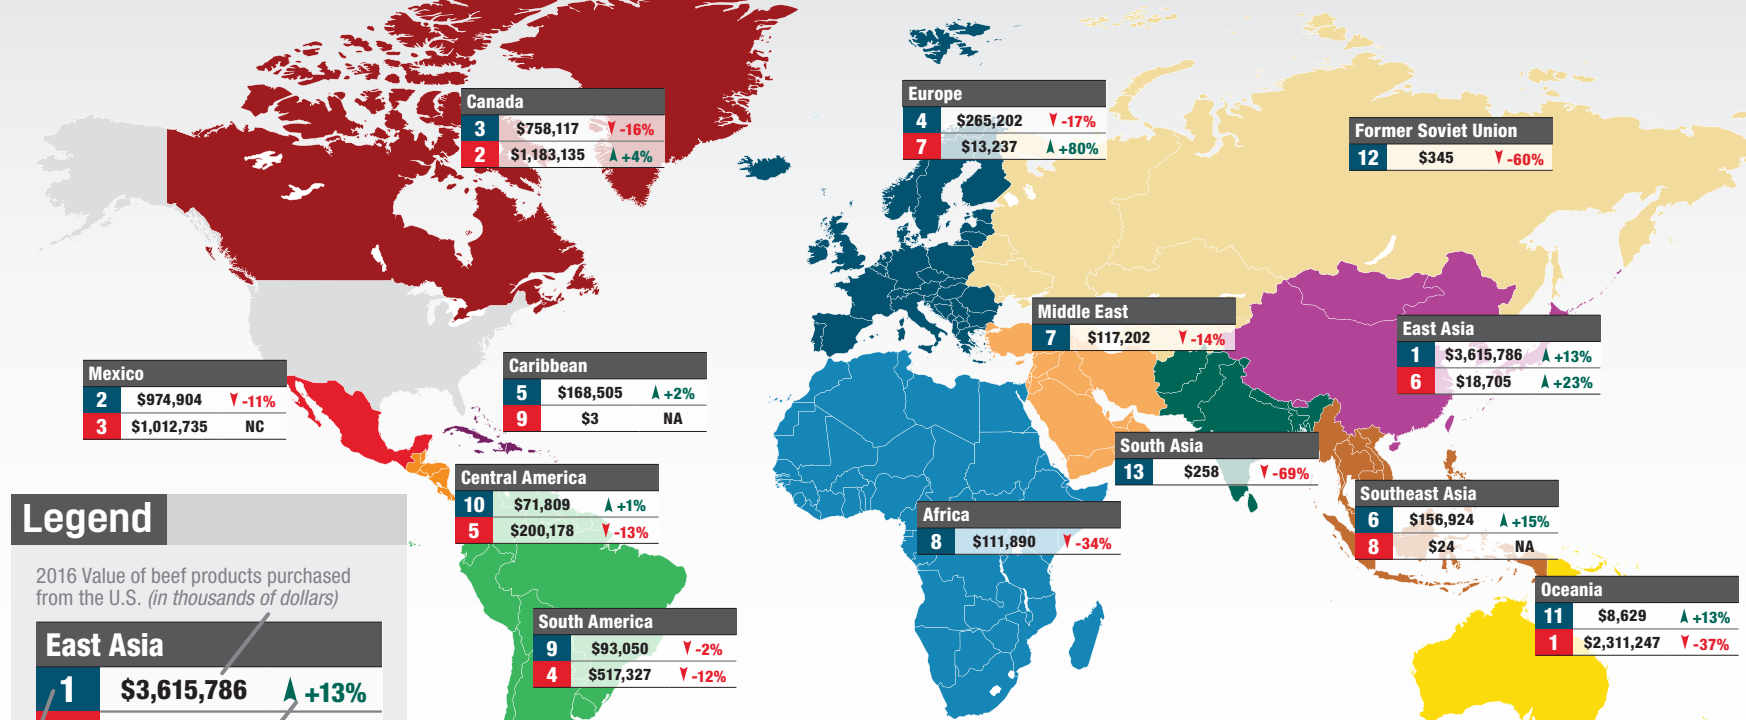 Canada
3 $758,117 -16%
2 $1,183,135 +4%
Europe
4 $265,202 -17%
7 $13,237 +80%
Former Soviet Union
12 $345 -60%
Middle East
7 $117,202 -14%
East Asia
1 $3,615,786 +13%
6 $18,705 +23%
Mexico
2 $974,904 -11%
3 $1,012,735 NC
Caribbean
5 $168,505 +2%
9 $3 NA
South Asia
13 $258 -69%
Central America
10 $71,809 +1%
5 $200,178 -13%
Southeast Asia
6 $156,924 +15%
8 $24 NA
Africa
8 $111,890 -34%
Oceania
11 $8,629 +13%
1 $2,311,247 -37%
South America
9 $93,050 -2%
4 $517,327 -12%
Legend
2016 Value of beef products purchased
from the U.S. (in thousands of dollars)
East Asia
1 $3,615,786 +13%